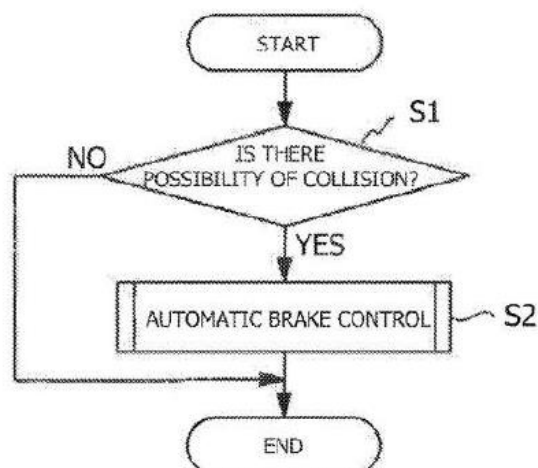 START
S1
NO
IS THERE
POSSIBILITY OF COLLISION?
YES
AUTOMATIC BRAKE CONTROL
S2
END